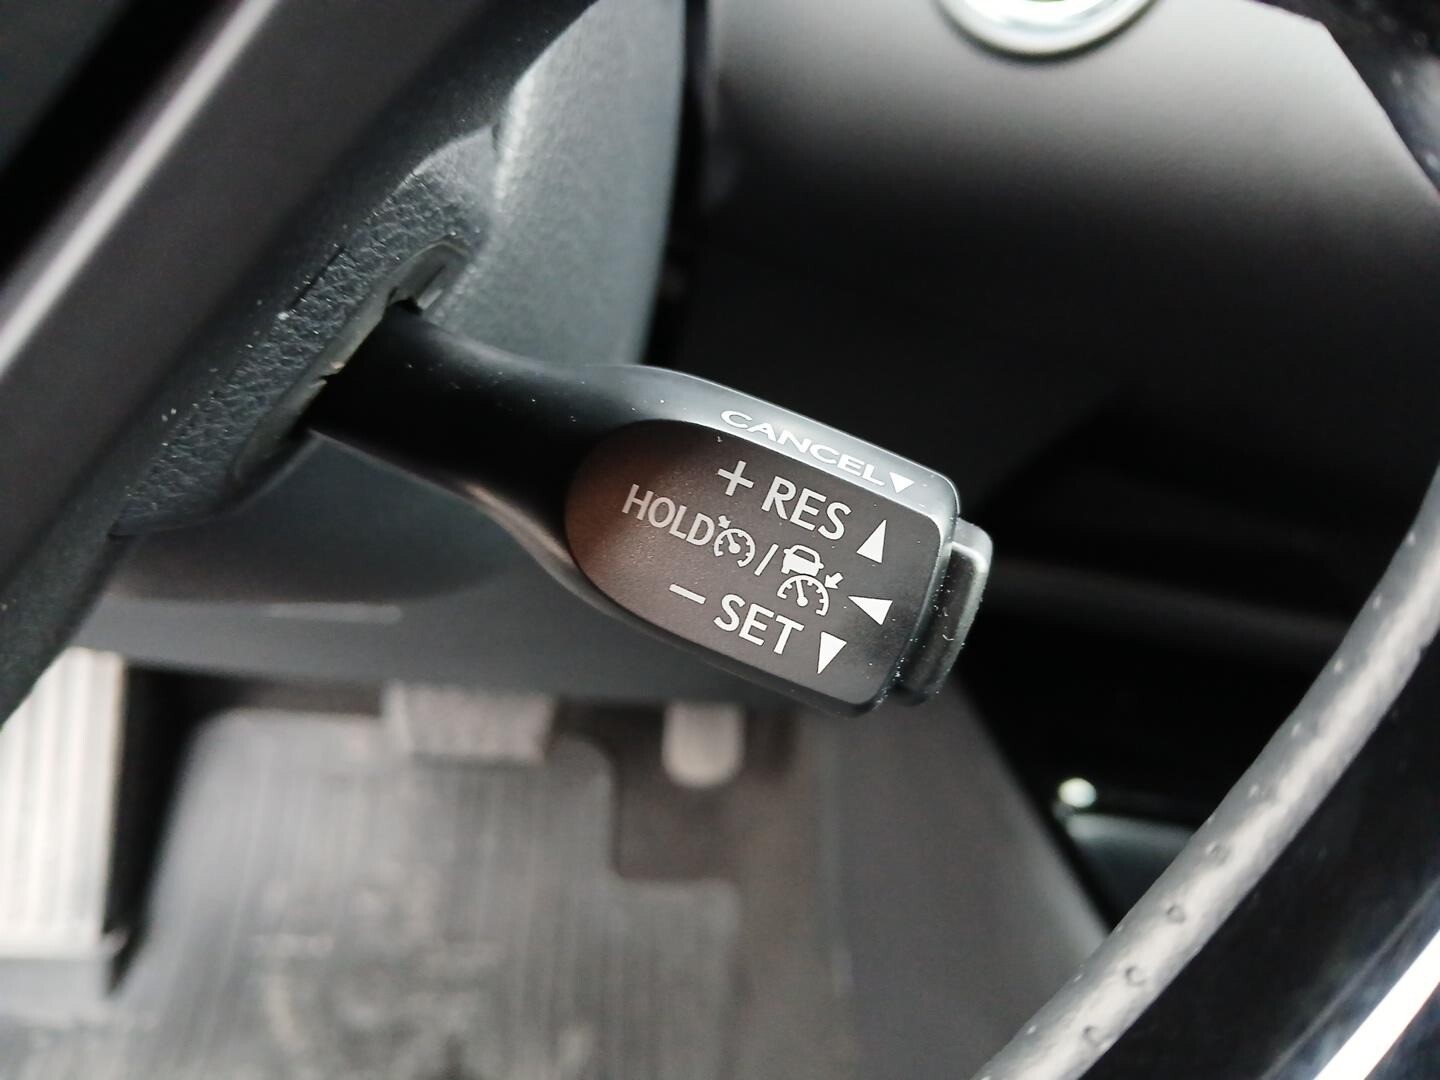 CANCEL▼
+ RES ▲
HOLD / ◀
− SET ▼